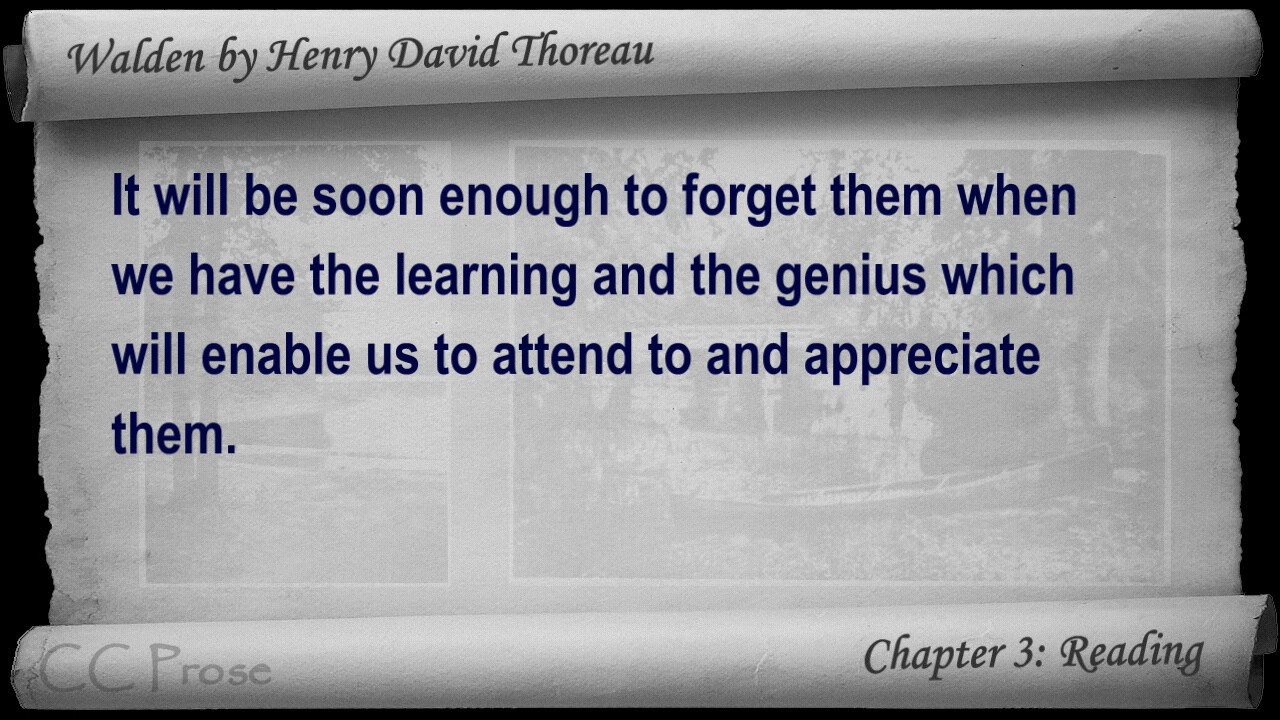 Walden by Henry David Thoreau
It will be soon enough to forget them when
we have the learning and the genius which
will enable us to attend to and appreciate
them.
CC Prose
Chapter 3: Reading